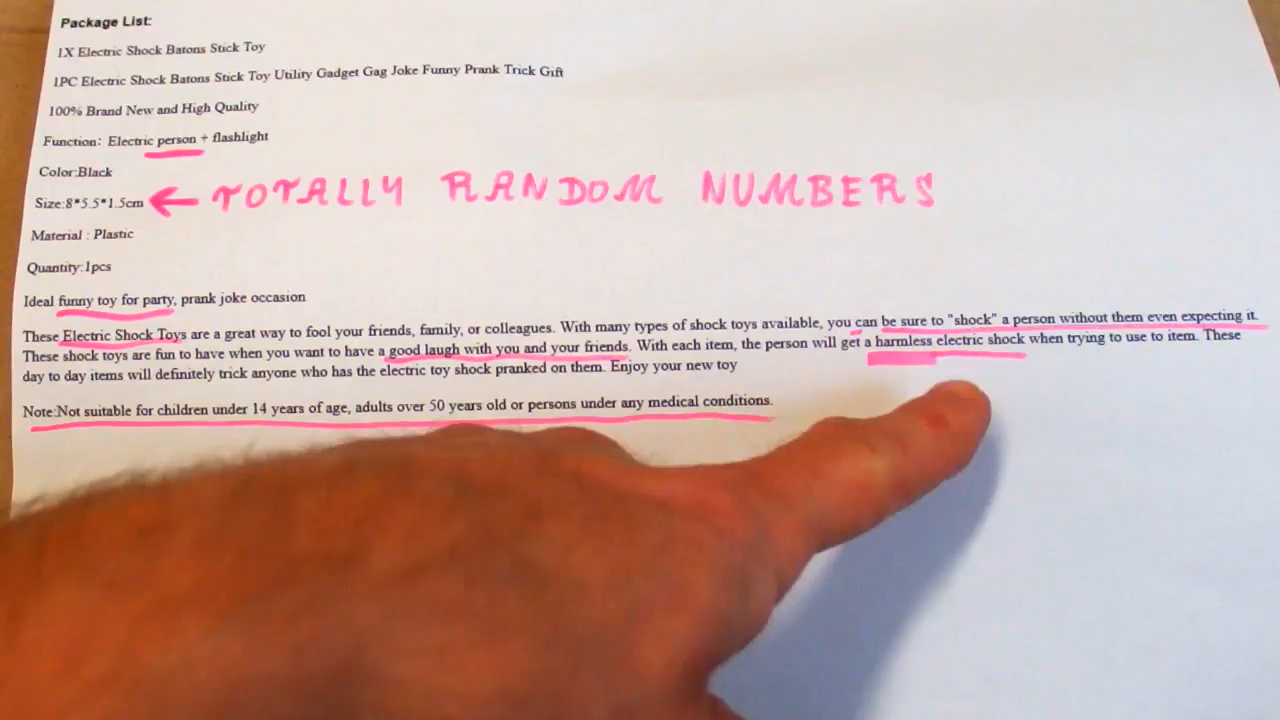 Package List:
1X Electric Shock Batons Stick Toy
1PC Electric Shock Batons Stick Toy Utility Gadget Gag Joke Funny Prank Trick Gift
100% Brand New and High Quality
Function: Electric person + flashlight
Color:Black
Size:8*5.5*1.5cm ← TOTALLY RANDOM NUMBERS
Material : Plastic
Quantity:1pcs
Ideal funny toy for party, prank joke occasion
These Electric Shock Toys are a great way to fool your friends, family, or colleagues. With many types of shock toys available, you can be sure to "shock" a person without them even expecting it.
These shock toys are fun to have when you want to have a good laugh with you and your friends. With each item, the person will get a harmless electric shock when trying to use to item. These
day to day items will definitely trick anyone who has the electric toy shock pranked on them. Enjoy your new toy
Note:Not suitable for children under 14 years of age, adults over 50 years old or persons under any medical conditions.